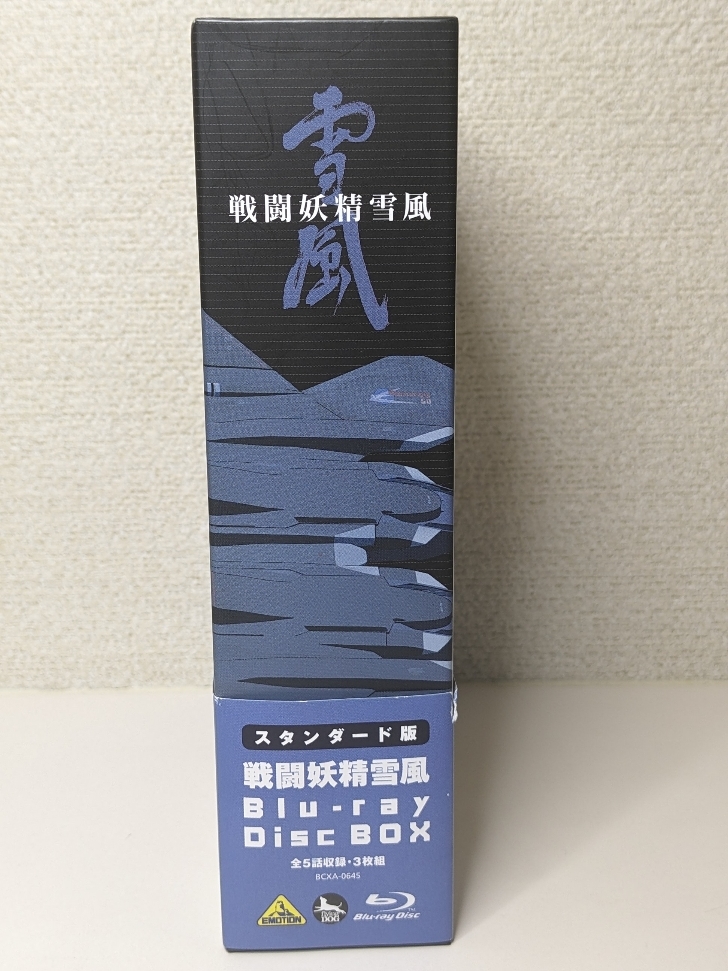 雪風
戦闘妖精雪風
スタンダード版
戦闘妖精雪風
Blu-ray
Disc BOX
全5話収録・3枚組
BCXA-0645
EMOTION
DOG
Blu-ray Disc